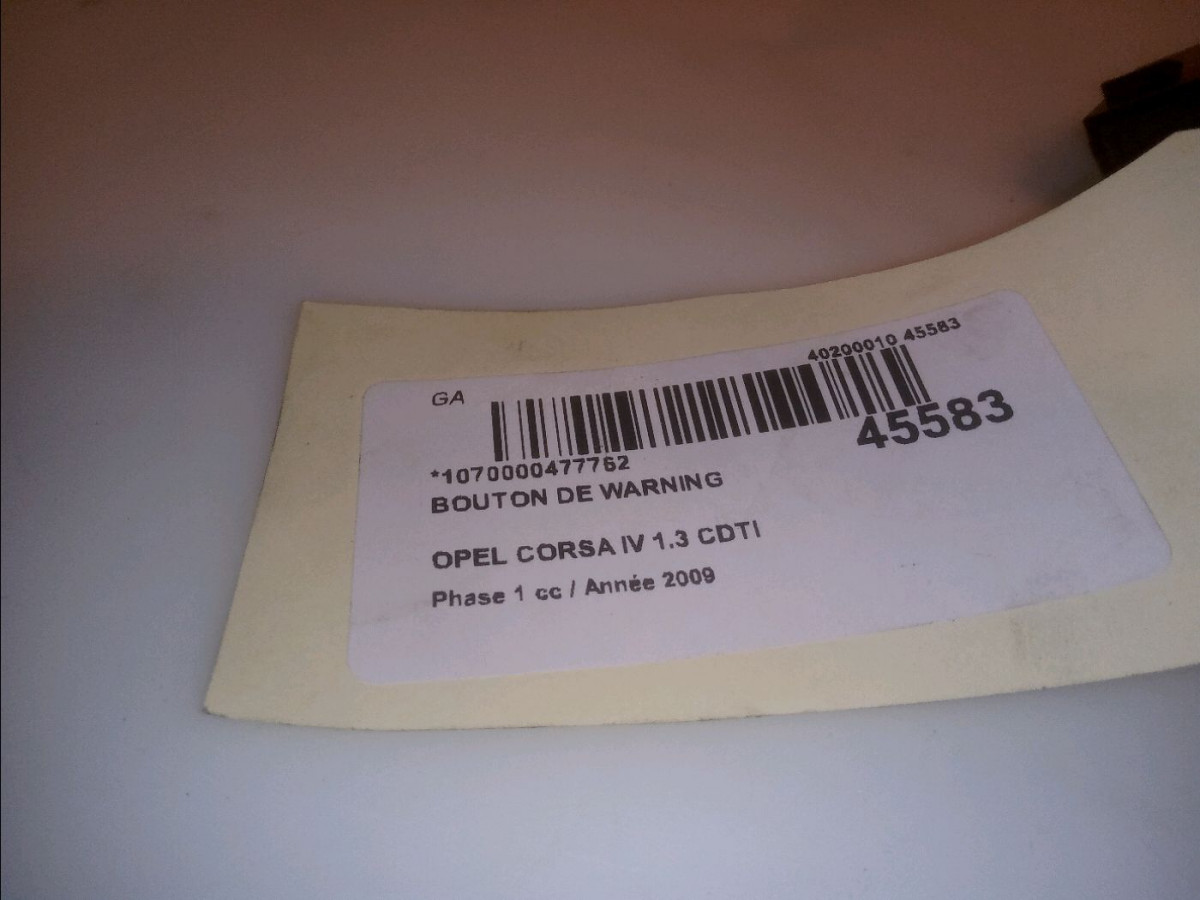 GA
40200010 45583
45583
*1070000477762
BOUTON DE WARNING
OPEL CORSA IV 1.3 CDTI
Phase 1 cc / Année 2009